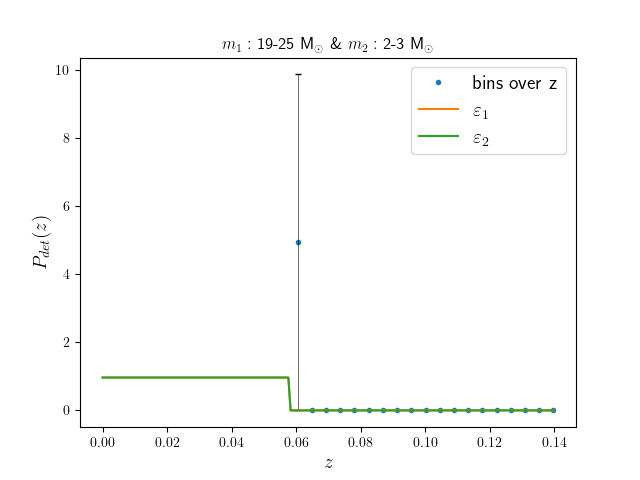 m₁ : 19-25 M⊙ & m₂ : 2-3 M⊙
bins over z
ε₁
ε₂
P_det(z)
10
8
6
4
2
0
0.00 0.02 0.04 0.06 0.08 0.10 0.12 0.14
z